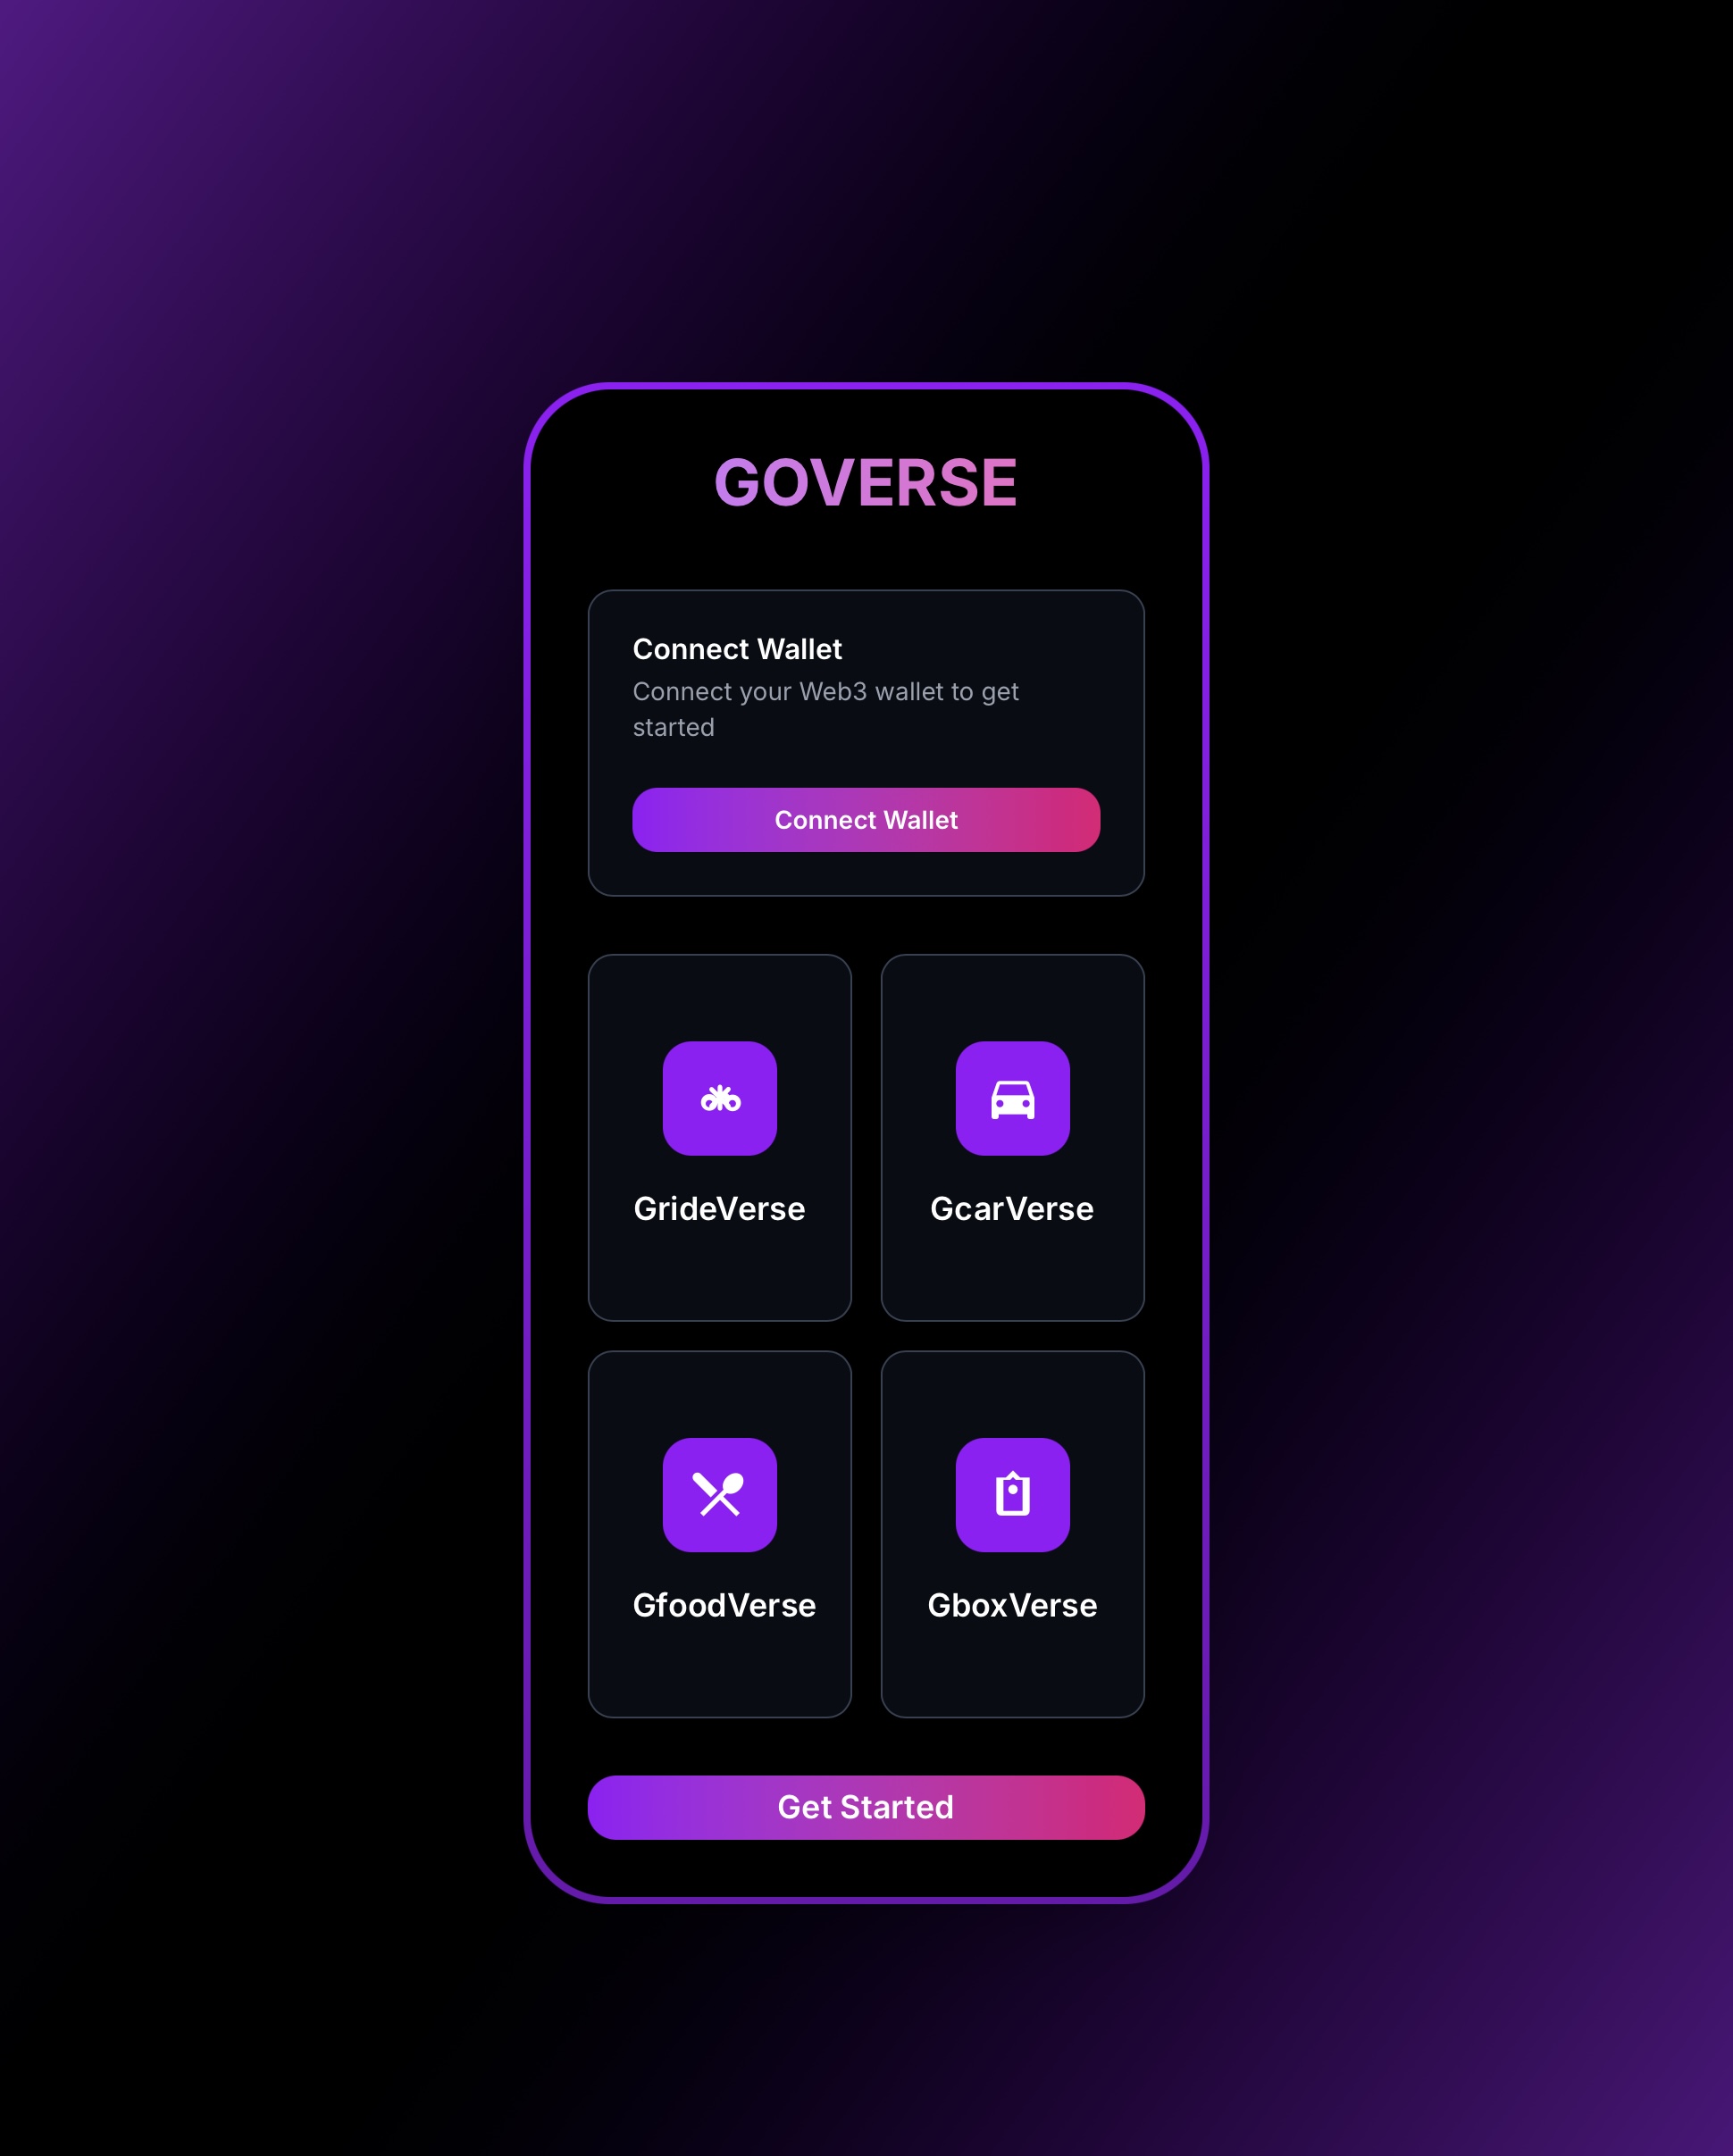 GOVERSE
Connect Wallet
Connect your Web3 wallet to get
started
Connect Wallet
GrideVerse
GcarVerse
GfoodVerse
GboxVerse
Get Started